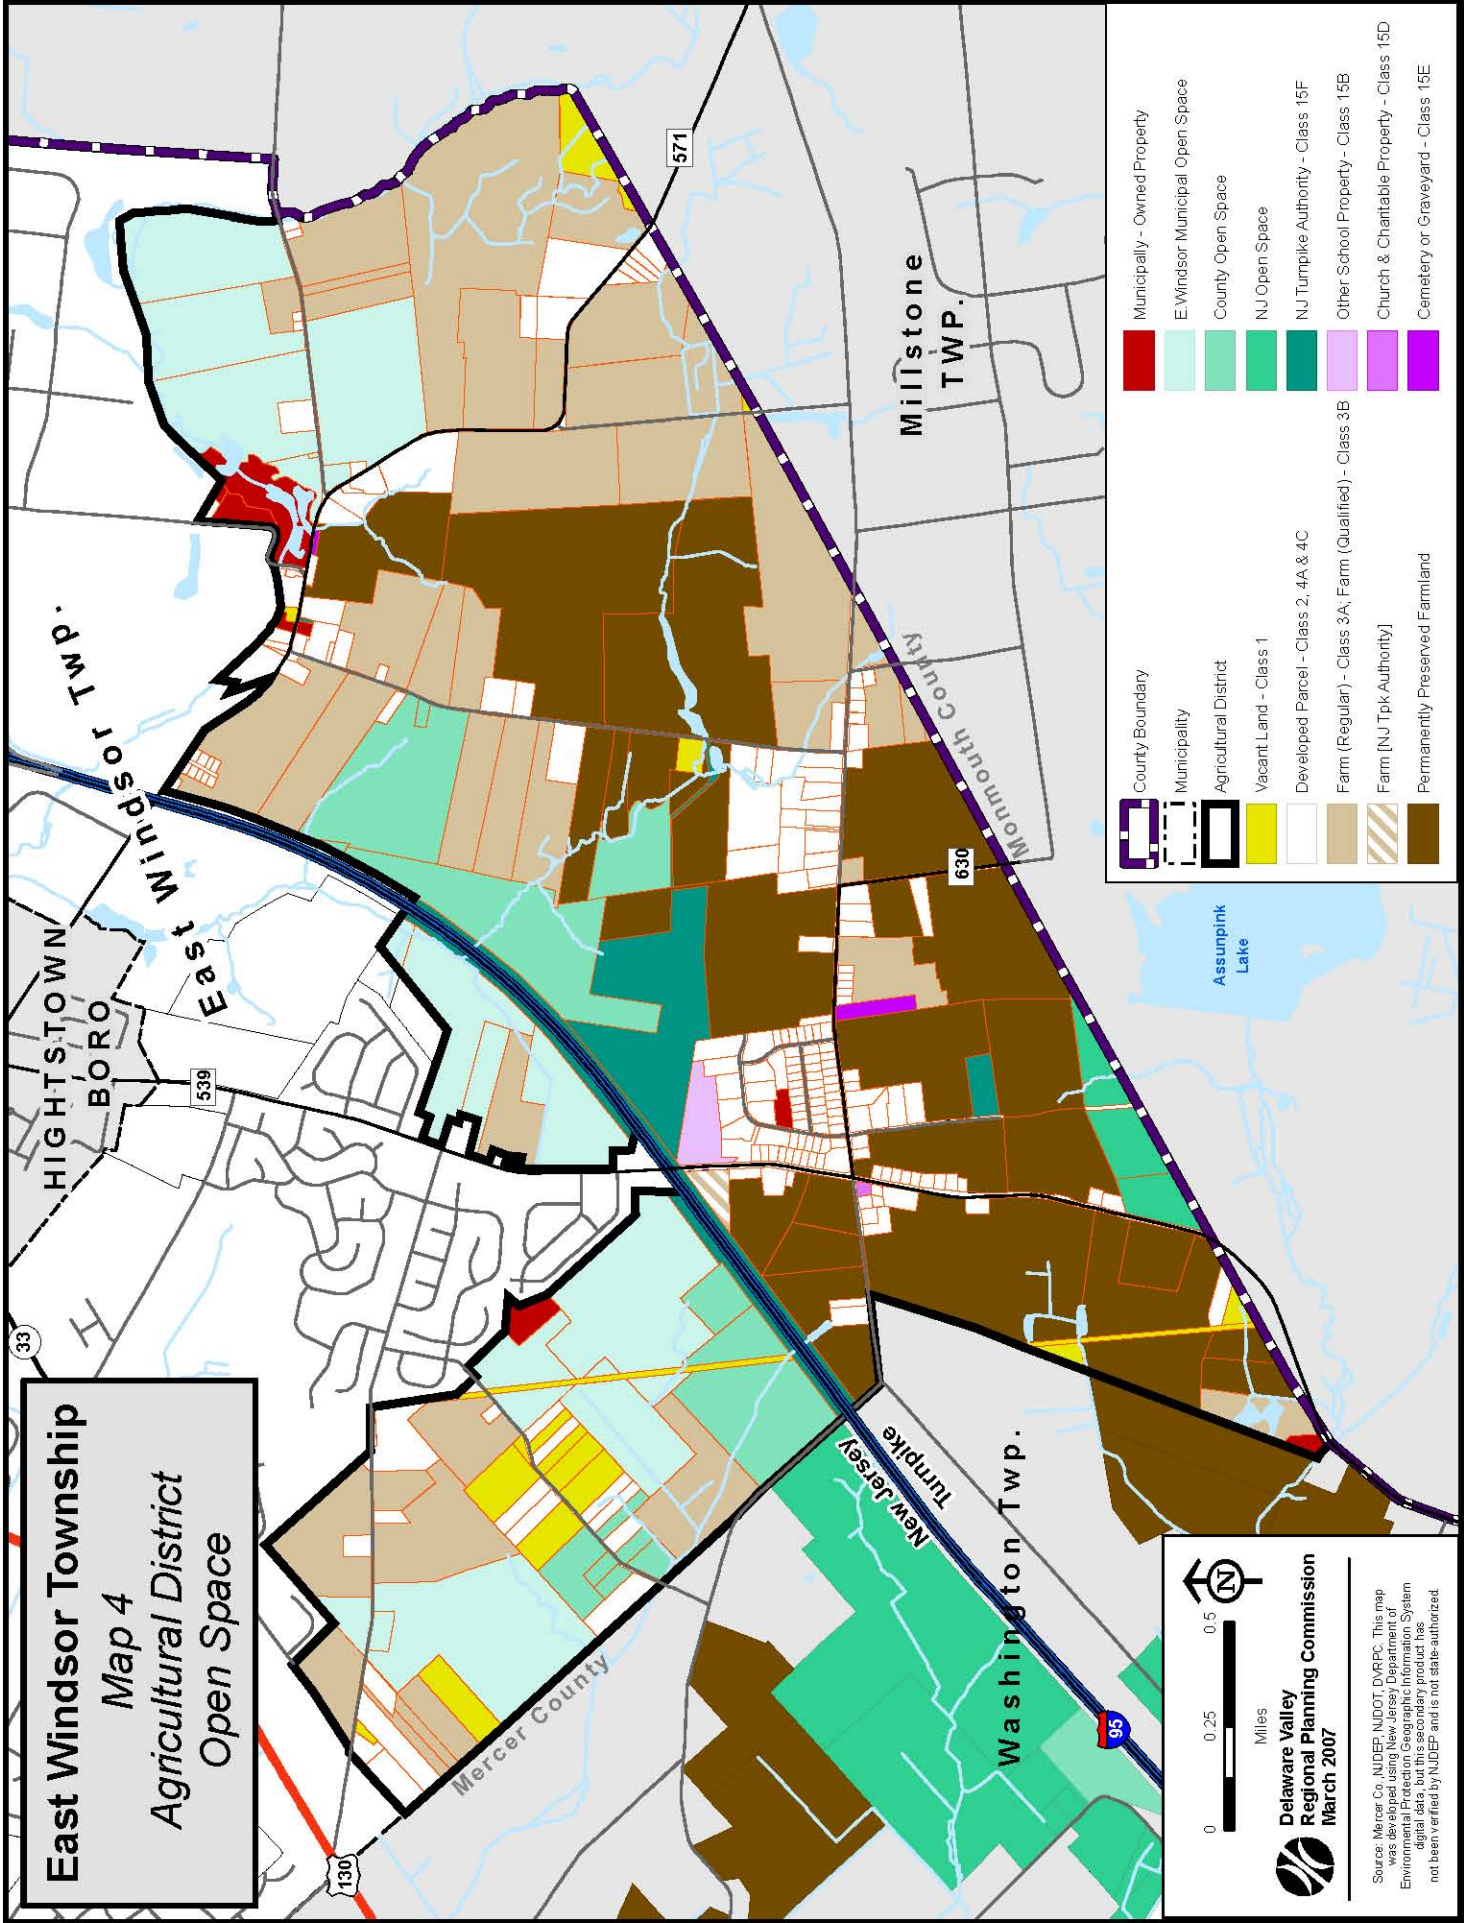 East Windsor Township
Map 4
Agricultural District
Open Space
33
130
HIGHTSTOWN
BORO
539
East Windsor Twp.
571
Millstone
TWP.
630
Monmouth County
Mercer County
Assunpink
Lake
New Jersey
Turnpike
Washington Twp.
95
County Boundary
Municipality
Agricultural District
Vacant Land - Class 1
Developed Parcel - Class 2, 4A & 4C
Farm (Regular) - Class 3A; Farm (Qualified) - Class 3B
Farm [NJ Tpk Authority]
Permanently Preserved Farmland
Municipally - Owned Property
E.Windsor Municipal Open Space
County Open Space
NJ Open Space
NJ Turnpike Authority - Class 15F
Other School Property - Class 15B
Church & Charitable Property - Class 15D
Cemetery or Graveyard - Class 15E
0 0.25 0.5
Miles
N
Delaware Valley
Regional Planning Commission
March 2007
Source: Mercer Co., NJDEP, NJDOT, DVRPC. This map
was developed using New Jersey Department of
Environmental Protection Geographic Information System
digital data, but this secondary product has
not been verified by NJDEP and is not state-authorized.